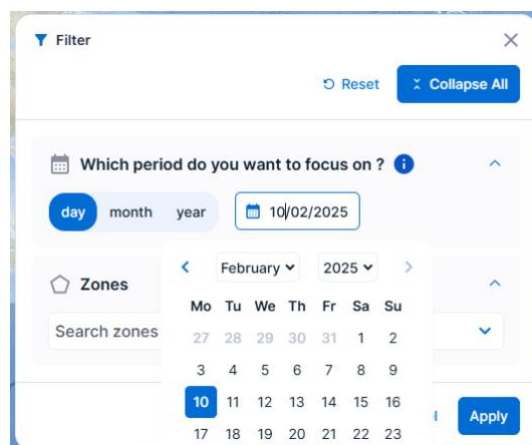 Filter
Reset
Collapse All
Which period do you want to focus on ?
day month year 10/02/2025
February 2025
Zones
Mo Tu We Th Fr Sa Su
Search zones
27 28 29 30 31 1 2
3 4 5 6 7 8 9
10 11 12 13 14 15 16
Apply
17 18 19 20 21 22 23